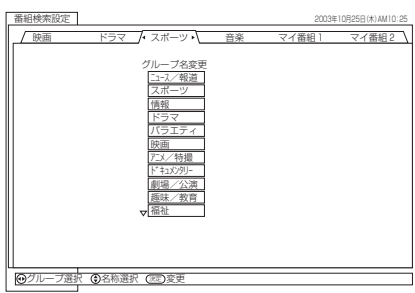 番組検索設定
2003年10月25日(木)AM10:25
映画 ドラマ スポーツ 音楽 マイ番組1 マイ番組2
グループ名変更
ニュース／報道
スポーツ
情報
ドラマ
バラエティ
映画
アニメ／特撮
ドキュメンタリー
劇場／公演
趣味／教育
福祉
グループ選択 名称選択 決定 変更